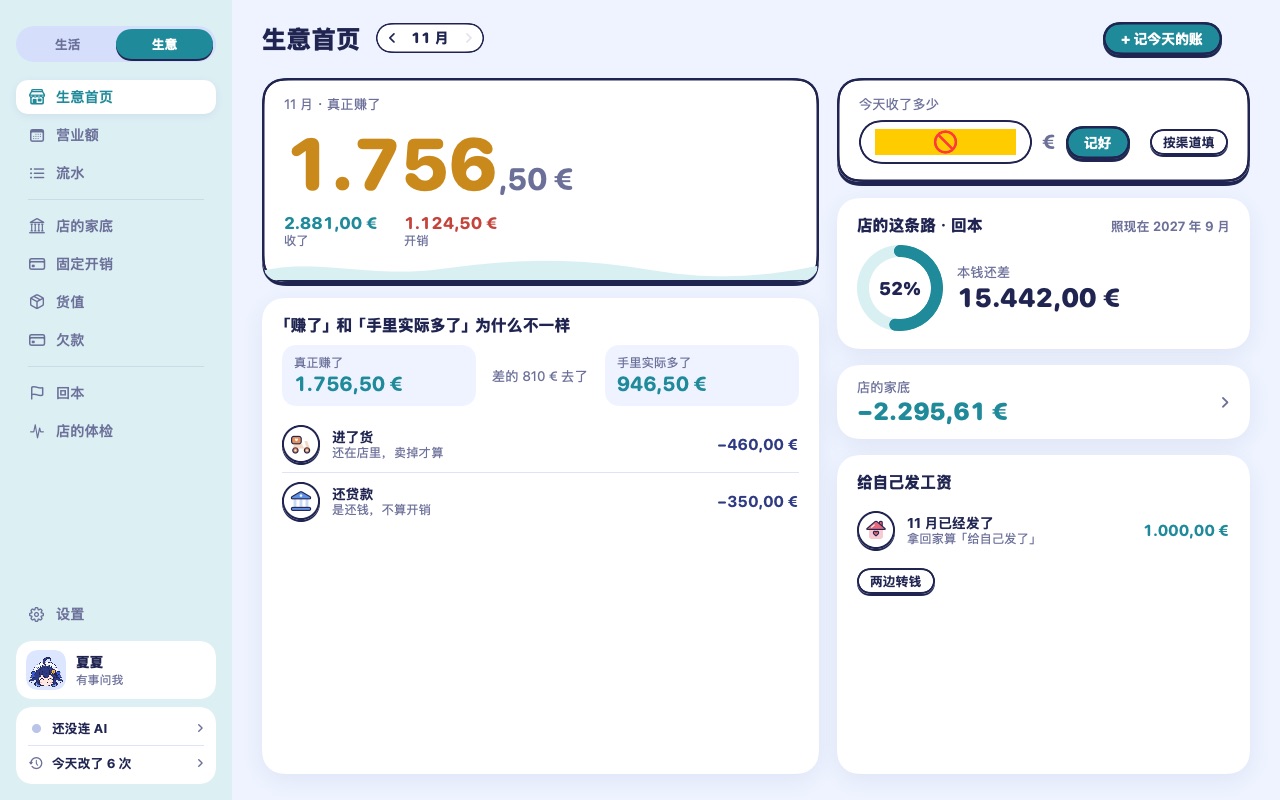 生活
生意
生意首页
营业额
流水
店的家底
固定开销
货值
欠款
回本
店的体检
设置
夏夏
有事问我
还没连 AI
今天改了 6 次
生意首页
11 月
+ 记今天的账
11 月 · 真正赚了
1.756,50 €
2.881,00 €
收了
1.124,50 €
开销
「赚了」和「手里实际多了」为什么不一样
真正赚了
1.756,50 €
差的 810 € 去了
手里实际多了
946,50 €
进了货
还在店里，卖掉才算
−460,00 €
还贷款
是还钱，不算开销
−350,00 €
今天收了多少
€
记好
按渠道填
店的这条路 · 回本
照现在 2027 年 9 月
52%
本钱还差
15.442,00 €
店的家底
−2.295,61 €
给自己发工资
11 月已经发了
拿回家算「给自己发了」
1.000,00 €
两边转钱